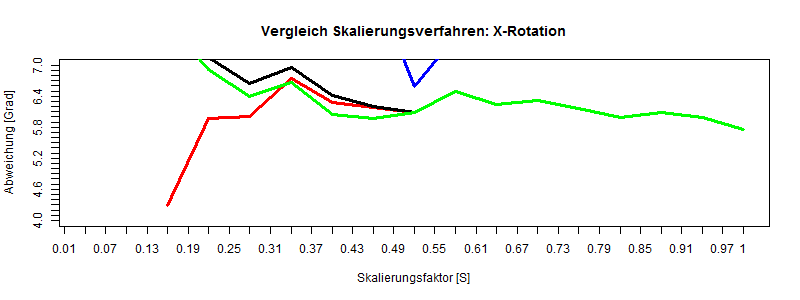 Vergleich Skalierungsverfahren: X-Rotation
Abweichung [Grad]
7.0
6.4
5.8
5.2
4.6
4.0
0.01 0.07 0.13 0.19 0.25 0.31 0.37 0.43 0.49 0.55 0.61 0.67 0.73 0.79 0.85 0.91 0.97 1
Skalierungsfaktor [S]